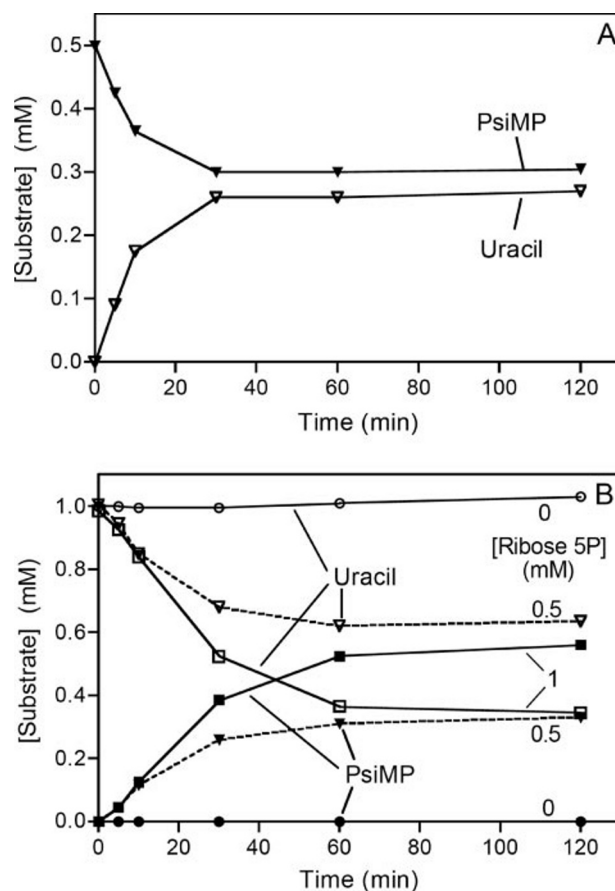 A
0.5
0.4
0.3
0.2
0.1
0.0
[Substrate] (mM)
PsiMP
Uracil
0 20 40 60 80 100 120
Time (min)
B
1.0
0.8
0.6
0.4
0.2
0.0
[Substrate] (mM)
0
[Ribose 5P]
(mM)
Uracil
0.5
1
0.5
PsiMP
0
0 20 40 60 80 100 120
Time (min)